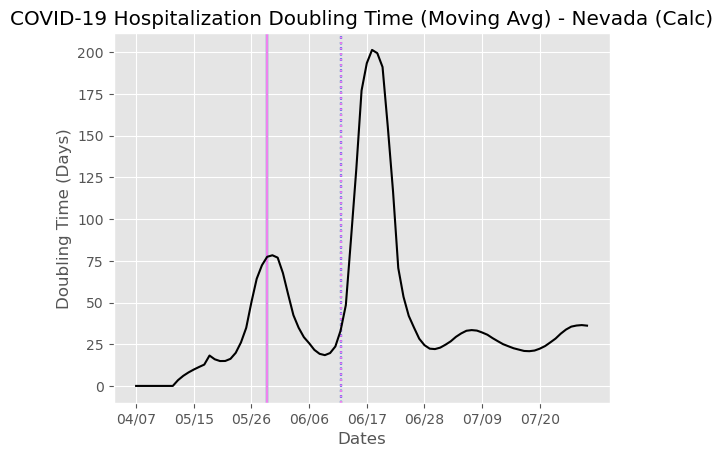 COVID-19 Hospitalization Doubling Time (Moving Avg) - Nevada (Calc)
200
175
150
125
100
75
50
25
0
Doubling Time (Days)
04/07 05/15 05/26 06/06 06/17 06/28 07/09 07/20
Dates